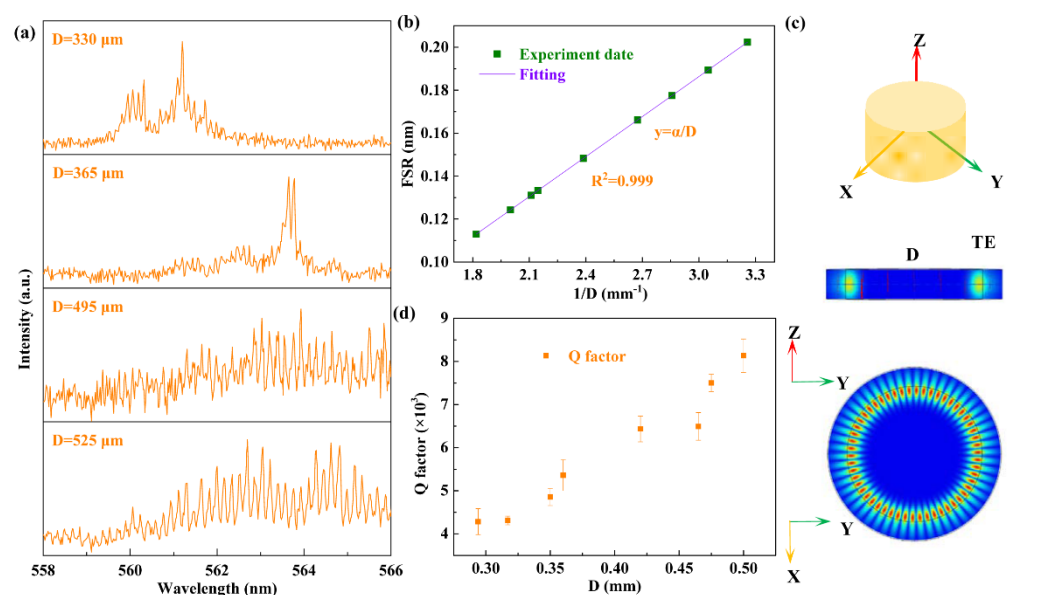 (a)
D=330 μm
D=365 μm
D=495 μm
D=525 μm
Intensity (a.u.)
558 560 562 564 566
Wavelength (nm)
(b)
Experiment date
Fitting
y=α/D
R²=0.999
FSR (nm)
0.20
0.18
0.16
0.14
0.12
0.10
1.8 2.1 2.4 2.7 3.0 3.3
1/D (mm⁻¹)
(c)
Z
X
Y
D
TE
Z
Y
Y
X
(d)
Q factor
Q factor (×10³)
9
8
7
6
5
4
0.30 0.35 0.40 0.45 0.50
D (mm)